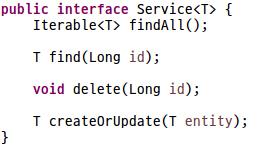 public interface Service<T> {
    Iterable<T> findAll();

    T find(Long id);

    void delete(Long id);

    T createOrUpdate(T entity);
}